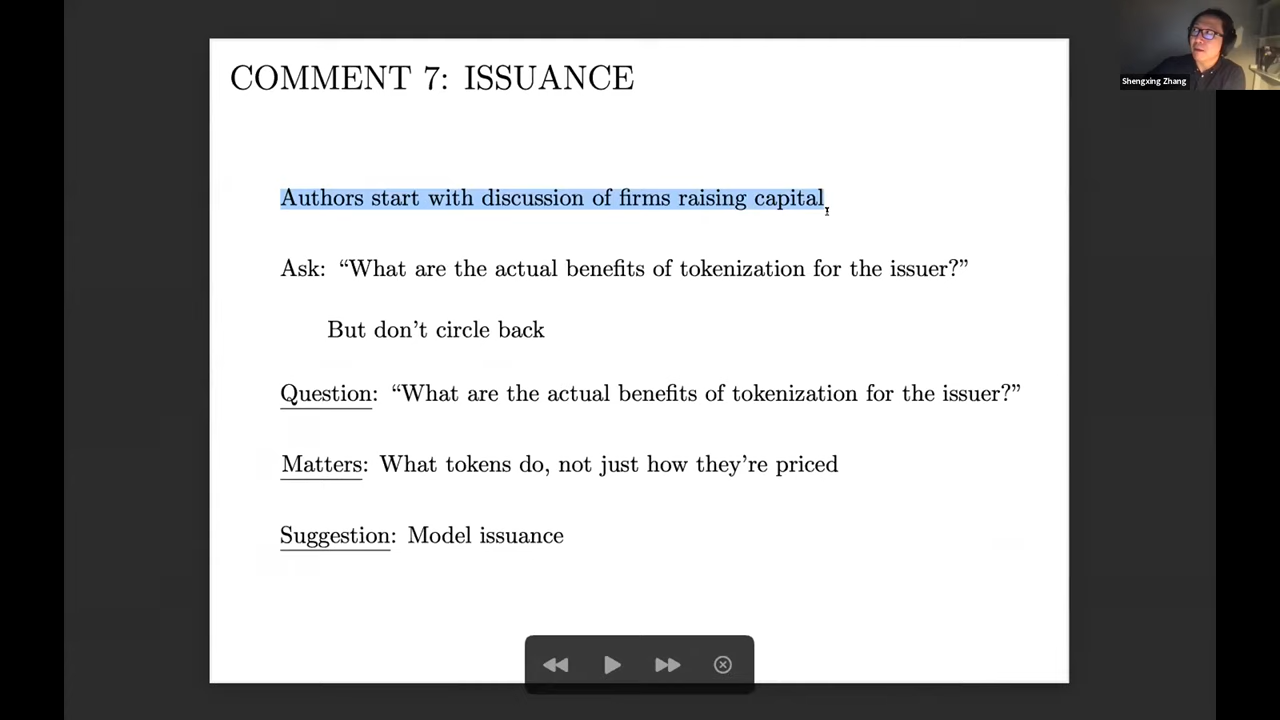 COMMENT 7: ISSUANCE
Shengxing Zhang
Authors start with discussion of firms raising capital
Ask: “What are the actual benefits of tokenization for the issuer?”
But don’t circle back
Question: “What are the actual benefits of tokenization for the issuer?”
Matters: What tokens do, not just how they’re priced
Suggestion: Model issuance